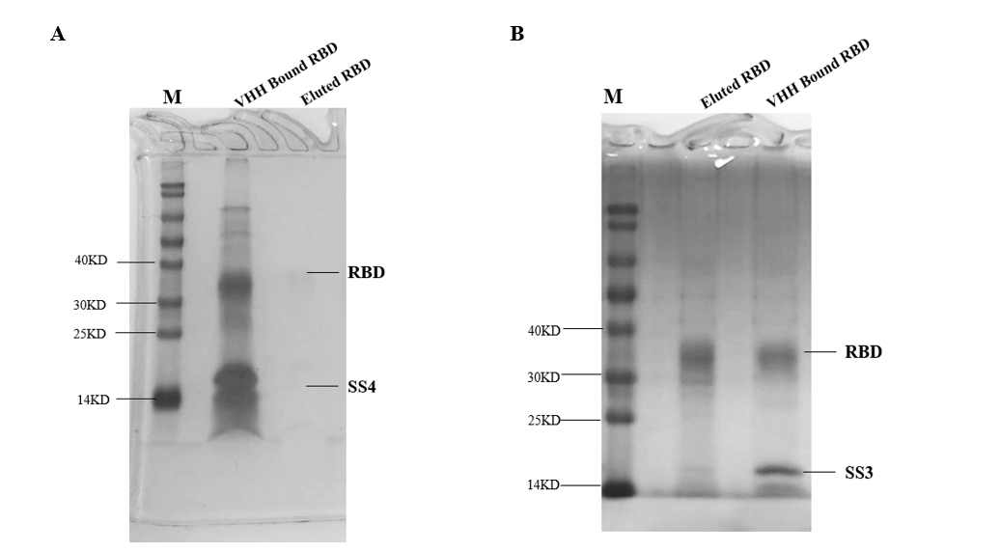 A
M
VHH Bound RBD
Eluted RBD
40KD
30KD
25KD
14KD
RBD
SS4
B
M
Eluted RBD
VHH Bound RBD
40KD
30KD
25KD
14KD
RBD
SS3